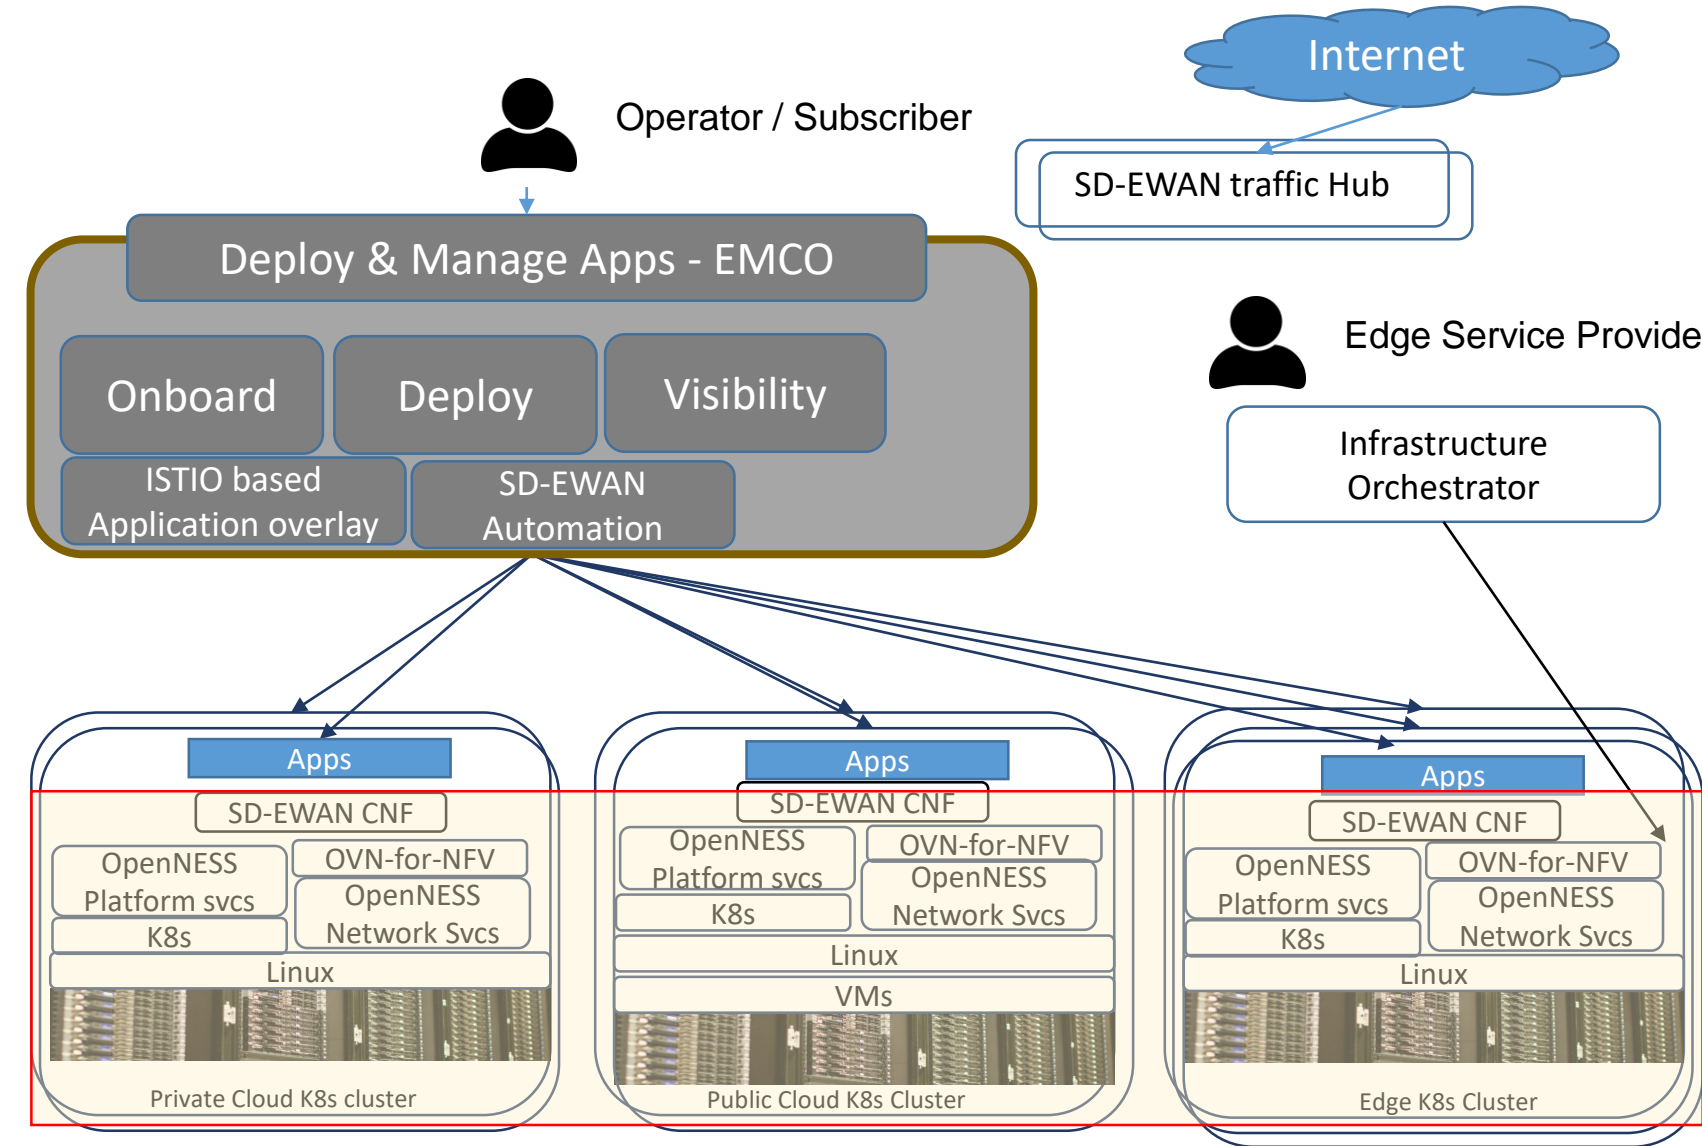 Internet
Operator / Subscriber
SD-EWAN traffic Hub
Deploy & Manage Apps - EMCO
Edge Service Provide
Onboard
Deploy
Visibility
Infrastructure
Orchestrator
ISTIO based
Application overlay
SD-EWAN
Automation
Apps
SD-EWAN CNF
OpenNESS
Platform svcs
OVN-for-NFV
OpenNESS
Network Svcs
K8s
Linux
Private Cloud K8s cluster
Apps
SD-EWAN CNF
OpenNESS
Platform svcs
OVN-for-NFV
OpenNESS
Network Svcs
K8s
Linux
VMs
Public Cloud K8s Cluster
Apps
SD-EWAN CNF
OpenNESS
Platform svcs
OVN-for-NFV
OpenNESS
Network Svcs
K8s
Linux
Edge K8s Cluster